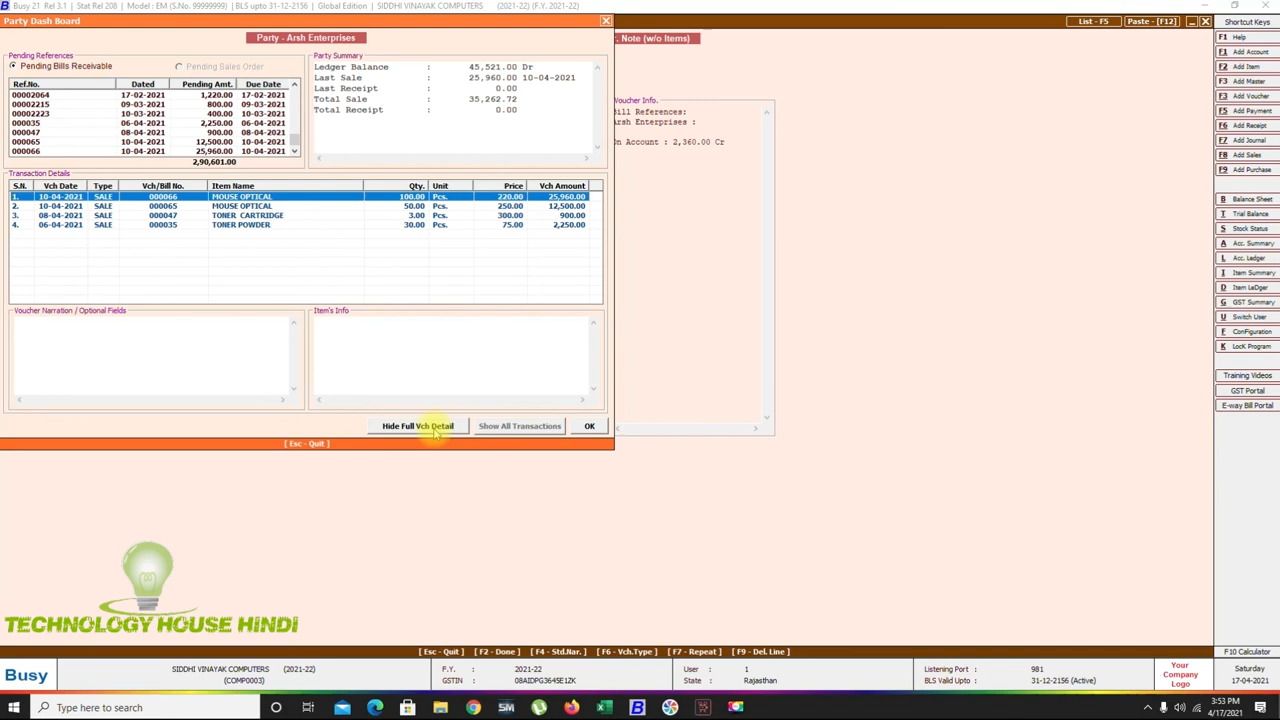 Busy 21 Rel 3.1 | Stat Rel 208 | Model : EM (S.No. 99999999) | BLS upto 31-12-2156 | Global Edition | SIDDHI VINAYAK COMPUTERS (2021-22) (F.Y. 2021-22)
Party Dash Board
List - F5 Paste - [F12] Shortcut Keys
Party - Arsh Enterprises
r. Note (w/o Items)
Pending References
Pending Bills Receivable
Pending Sales Order
Ref.No. Dated Pending Amt. Due Date
00002064 17-02-2021 1,220.00 17-02-2021
00002215 09-03-2021 800.00 09-03-2021
00002223 10-03-2021 400.00 10-03-2021
000035 06-04-2021 2,250.00 06-04-2021
000047 08-04-2021 900.00 08-04-2021
000065 10-04-2021 12,500.00 10-04-2021
000066 10-04-2021 25,960.00 10-04-2021
2,90,601.00
Party Summary
Ledger Balance : 45,521.00 Dr
Last Sale : 25,960.00 10-04-2021
Last Receipt : 0.00
Total Sale : 35,262.72
Total Receipt : 0.00
Voucher Info.
Bill References:
Arsh Enterprises :
On Account : 2,360.00 Cr
Transaction Details
S.N. Vch Date Type Vch/Bill No. Item Name Qty. Unit Price Vch Amount
1. 10-04-2021 SALE 000066 MOUSE OPTICAL 100.00 Pcs. 220.00 25,960.00
2. 10-04-2021 SALE 000065 MOUSE OPTICAL 50.00 Pcs. 250.00 12,500.00
3. 08-04-2021 SALE 000047 TONER CARTRIDGE 3.00 Pcs. 300.00 900.00
4. 06-04-2021 SALE 000035 TONER POWDER 30.00 Pcs. 75.00 2,250.00
Voucher Narration / Optional Fields
Item's Info
Hide Full Vch Detail Show All Transactions OK
[ Esc - Quit ]
F1 Help
F1 Add Account
F2 Add Item
F3 Add Master
F3 Add Voucher
F5 Add Payment
F6 Add Receipt
F7 Add Journal
F8 Add Sales
F9 Add Purchase
B Balance Sheet
T Trial Balance
S Stock Status
A Acc. Summary
L Acc. Ledger
I Item Summary
D Item LeDger
G GST Summary
U Switch User
F ConFiguration
K LocK Program
Training Videos
GST Portal
E-way Bill Portal
TECHNOLOGY HOUSE HINDI
[ Esc - Quit ] [ F2 - Done ] [ F4 - Std.Nar. ] [ F6 - Vch.Type ] [ F7 - Repeat ] [ F9 - Del. Line ]
F10 Calculator
Busy
SIDDHI VINAYAK COMPUTERS (2021-22)
(COMP0003)
F.Y. 2021-22
GSTIN 08AIDPG3645E1ZK
User : 1
State : Rajasthan
Listening Port : 981
BLS Valid Upto : 31-12-2156 (Active)
Your
Company
Logo
Saturday
17-04-2021
Type here to search
3:53 PM
4/17/2021